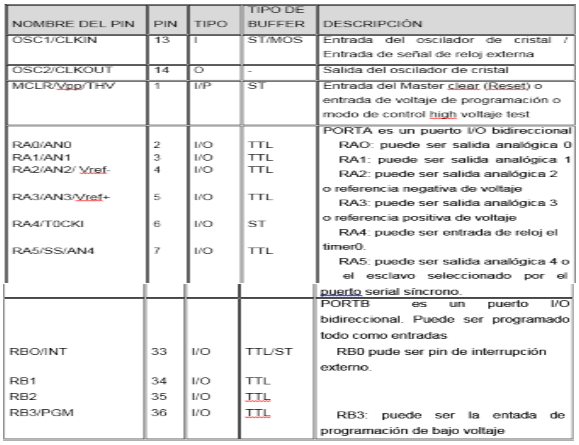 NOMBRE DEL PIN PIN TIPO TIPO DE BUFFER DESCRIPCIÓN
OSC1/CLKIN 13 I ST/MOS Entrada del oscilador de cristal /
Entrada de señal de reloj externa
OSC2/CLKOUT 14 O - Salida del oscilador de cristal
MCLR/Vpp/THV 1 I/P ST Entrada del Master clear (Reset) o
entrada de voltaje de programación o
modo de control high voltaje test
PORTA es un puerto I/O bidireccional
RA0/AN0 2 I/O TTL RAO: puede ser salida analógica 0
RA1/AN1 3 I/O TTL RA1: puede ser salida analógica 1
RA2/AN2/ Vref- 4 I/O TTL RA2: puede ser salida analógica 2
o referencia negativa de voltaje
RA3/AN3/Vref+ 5 I/O TTL RA3: puede ser salida analógica 3
o referencia positiva de voltaje
RA4/T0CKI 6 I/O ST RA4: puede ser entrada de reloj el
timer0.
RA5/SS/AN4 7 I/O TTL RA5: puede ser salida analógica 4 o
el esclavo seleccionado por el
puerto serial síncrono.
PORTB es un puerto I/O
bidireccional. Puede ser programado
todo como entradas
RBO/INT 33 I/O TTL/ST RB0 pude ser pin de interrupción
externo.
RB1 34 I/O TTL
RB2 35 I/O TTL
RB3/PGM 36 I/O TTL RB3: puede ser la entada de
programación de bajo voltaje